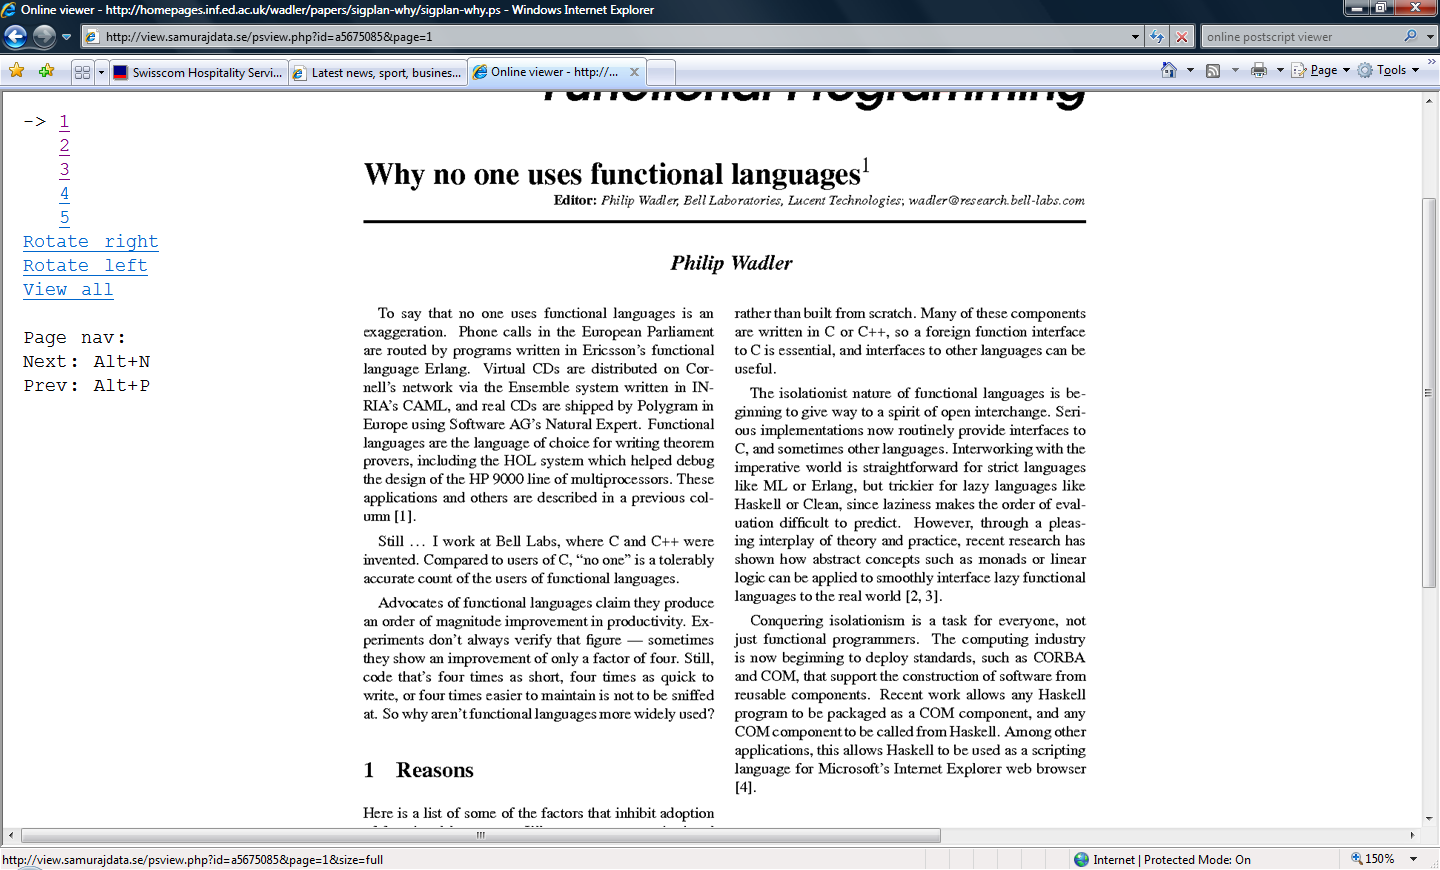 Online viewer - http://homepages.inf.ed.ac.uk/wadler/papers/sigplan-why/sigplan-why.ps - Windows Internet Explorer
http://view.samurajdata.se/psview.php?id=a5675085&page=1
online postscript viewer
Swisscom Hospitality Servi...
Latest news, sport, busines...
Online viewer - http://...
Page
Tools
Functional Programming
-> 1
2
3
4
5
Rotate right
Rotate left
View all
Page nav:
Next: Alt+N
Prev: Alt+P
Why no one uses functional languages1
Editor: Philip Wadler, Bell Laboratories, Lucent Technologies; wadler@research.bell-labs.com
Philip Wadler
To say that no one uses functional languages is an
exaggeration. Phone calls in the European Parliament
are routed by programs written in Ericsson's functional
language Erlang. Virtual CDs are distributed on Cor-
nell's network via the Ensemble system written in IN-
RIA's CAML, and real CDs are shipped by Polygram in
Europe using Software AG's Natural Expert. Functional
languages are the language of choice for writing theorem
provers, including the HOL system which helped debug
the design of the HP 9000 line of multiprocessors. These
applications and others are described in a previous col-
umn [1].
Still … I work at Bell Labs, where C and C++ were
invented. Compared to users of C, “no one” is a tolerably
accurate count of the users of functional languages.
Advocates of functional languages claim they produce
an order of magnitude improvement in productivity. Ex-
periments don't always verify that figure — sometimes
they show an improvement of only a factor of four. Still,
code that's four times as short, four times as quick to
write, or four times easier to maintain is not to be sniffed
at. So why aren't functional languages more widely used?
1 Reasons
Here is a list of some of the factors that inhibit adoption
rather than built from scratch. Many of these components
are written in C or C++, so a foreign function interface
to C is essential, and interfaces to other languages can be
useful.
The isolationist nature of functional languages is be-
ginning to give way to a spirit of open interchange. Seri-
ous implementations now routinely provide interfaces to
C, and sometimes other languages. Interworking with the
imperative world is straightforward for strict languages
like ML or Erlang, but trickier for lazy languages like
Haskell or Clean, since laziness makes the order of eval-
uation difficult to predict. However, through a pleas-
ing interplay of theory and practice, recent research has
shown how abstract concepts such as monads or linear
logic can be applied to smoothly interface lazy functional
languages to the real world [2, 3].
Conquering isolationism is a task for everyone, not
just functional programmers. The computing industry
is now beginning to deploy standards, such as CORBA
and COM, that support the construction of software from
reusable components. Recent work allows any Haskell
program to be packaged as a COM component, and any
COM component to be called from Haskell. Among other
applications, this allows Haskell to be used as a scripting
language for Microsoft's Internet Explorer web browser
[4].
http://view.samurajdata.se/psview.php?id=a5675085&page=1&size=full
Internet | Protected Mode: On
150%